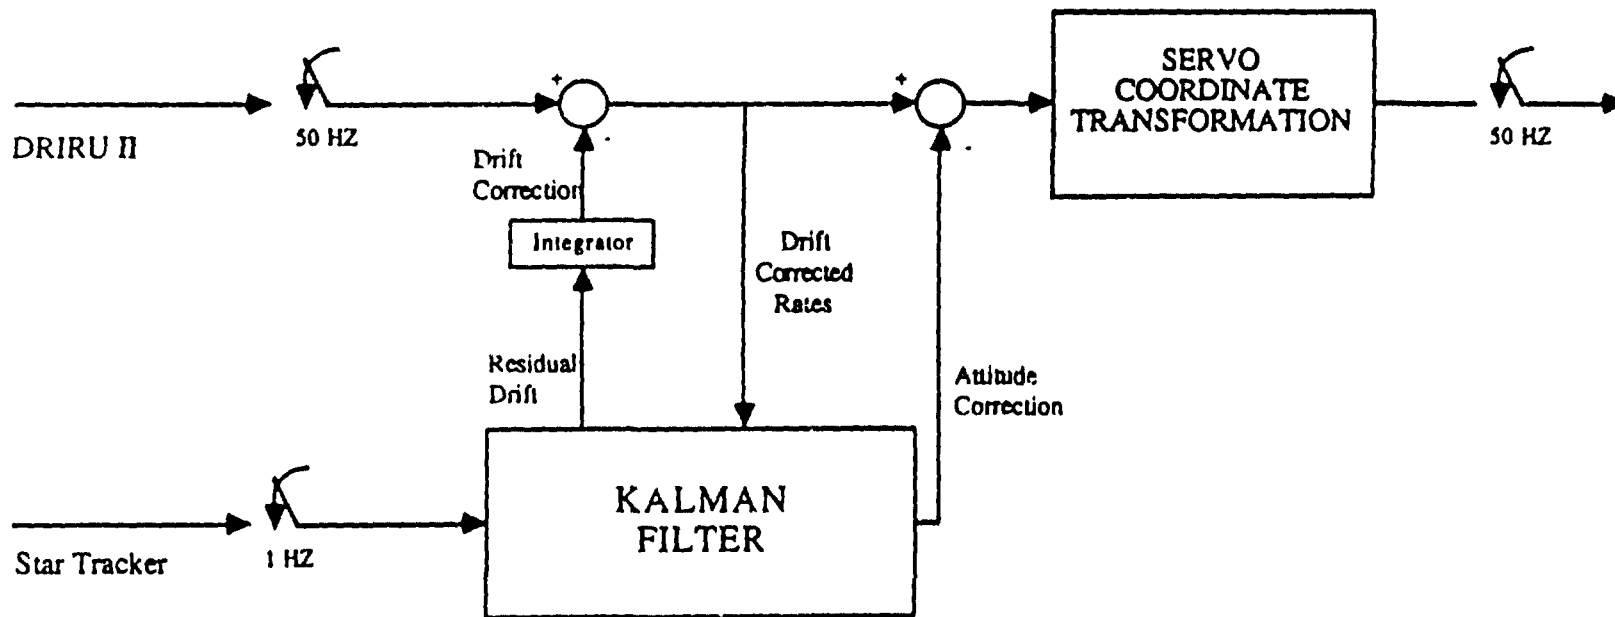 SERVO
COORDINATE
TRANSFORMATION
+
+
50 HZ
50 HZ
DRIRU II
-
-
Drift
Correction
Integrator
Drift
Corrected
Rates
Residual
Drift
Attitude
Correction
KALMAN
FILTER
Star Tracker
1 HZ